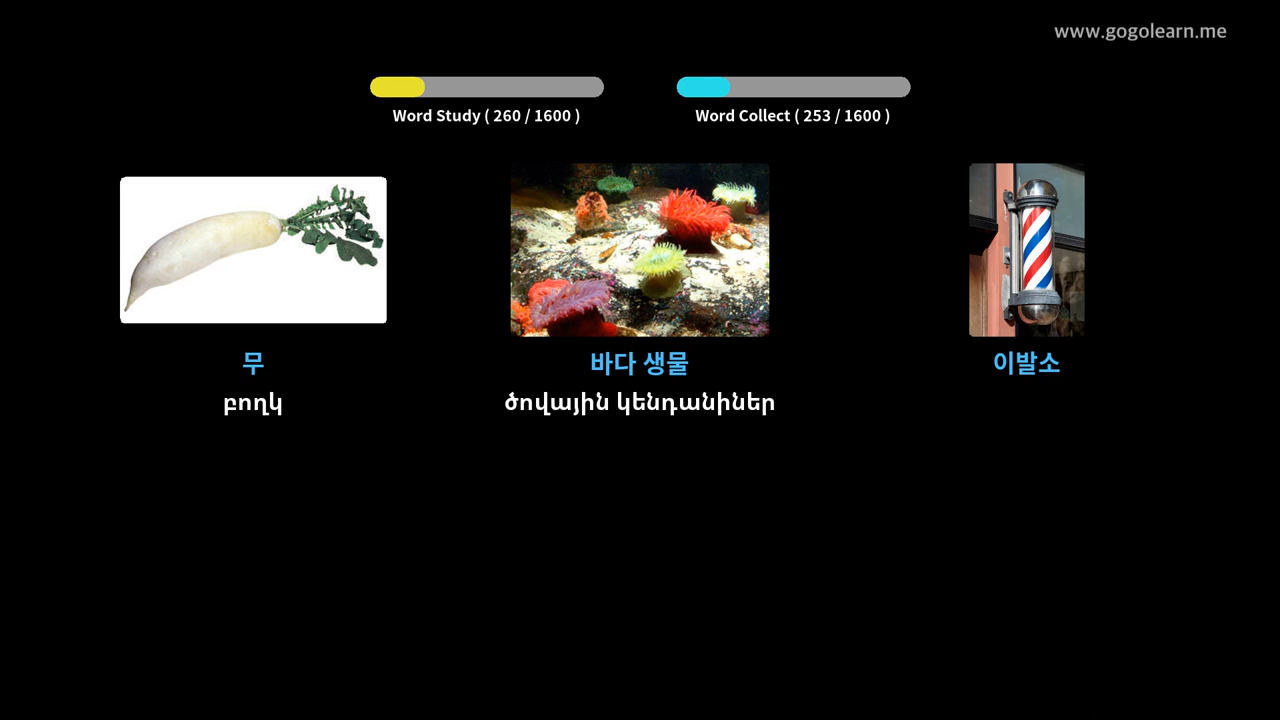 www.gogolearn.me
Word Study ( 260 / 1600 )
Word Collect ( 253 / 1600 )
무
바다 생물
이발소
բողկ
ծովային կենդանիներ